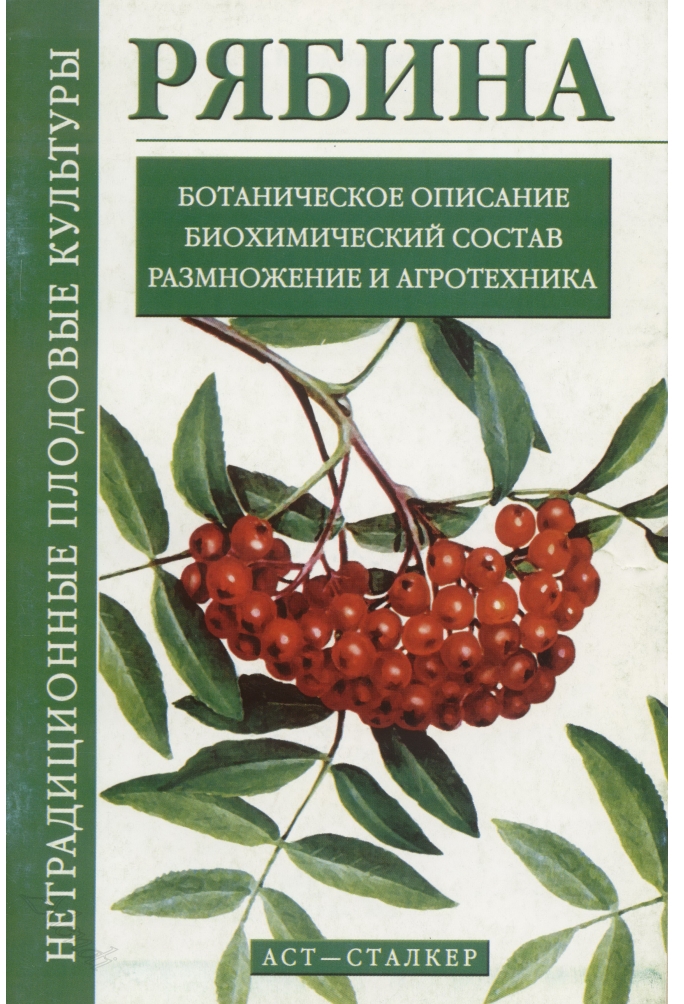 НЕТРАДИЦИОННЫЕ ПЛОДОВЫЕ КУЛЬТУРЫ
РЯБИНА
БОТАНИЧЕСКОЕ ОПИСАНИЕ
БИОХИМИЧЕСКИЙ СОСТАВ
РАЗМНОЖЕНИЕ И АГРОТЕХНИКА
АСТ—СТАЛКЕР